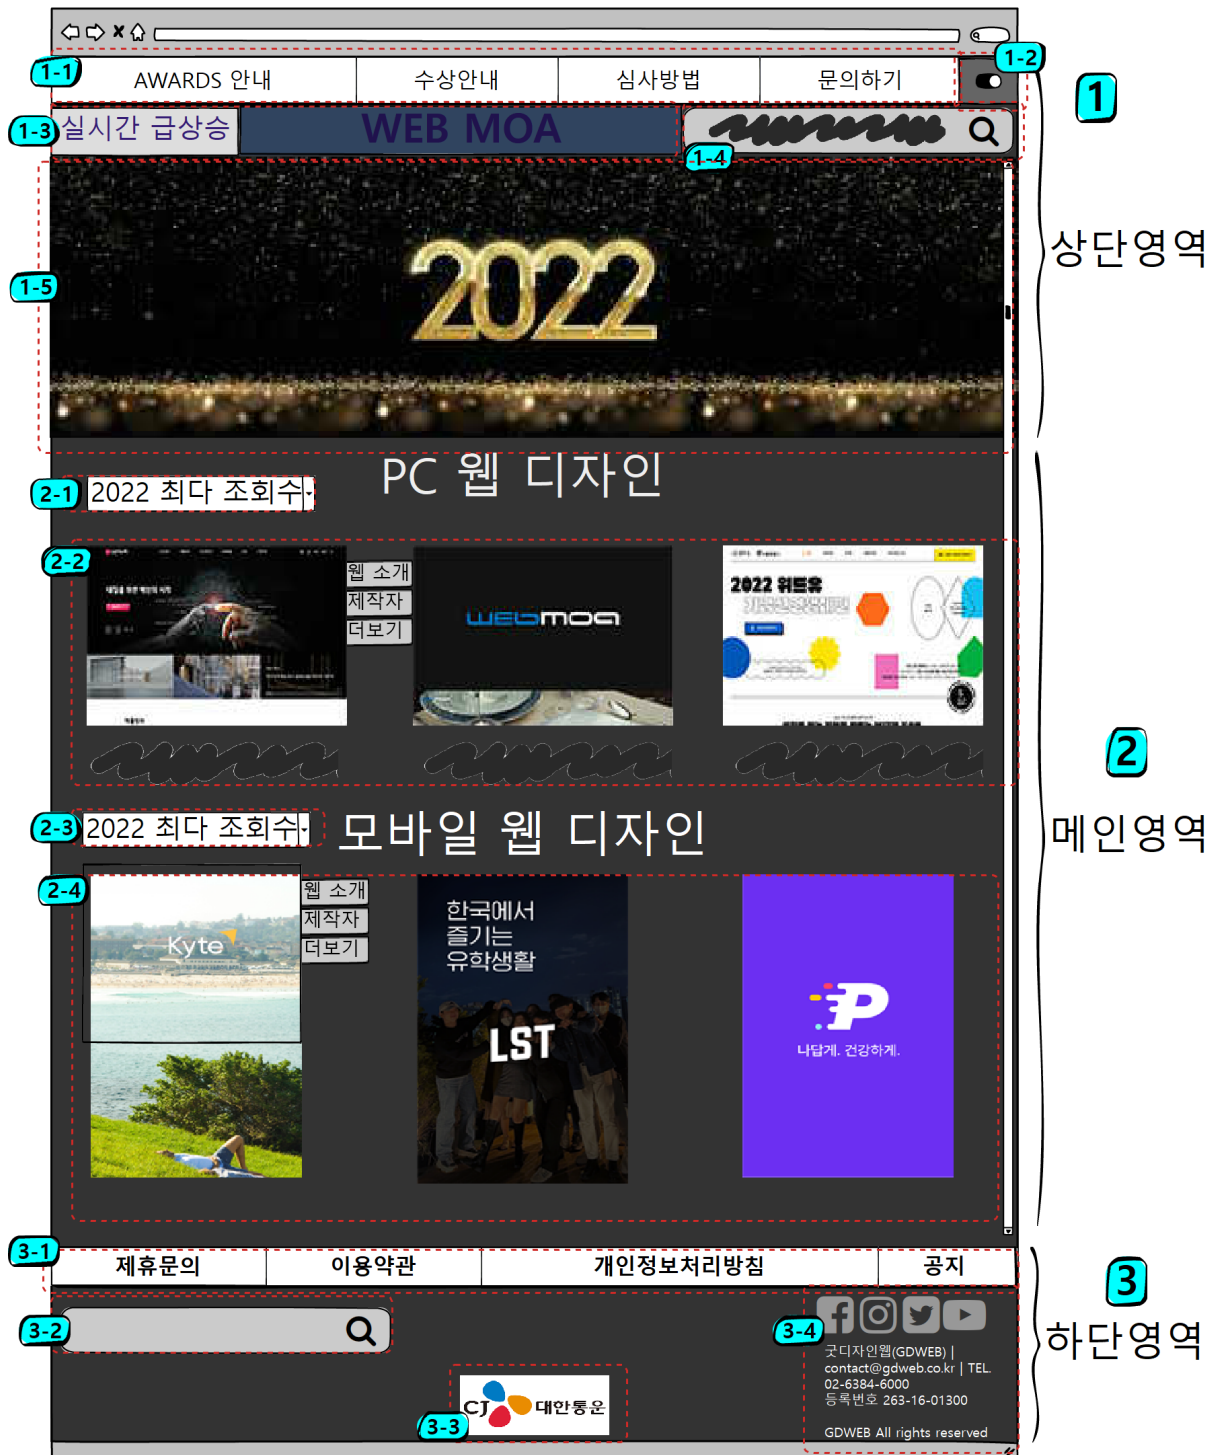 1-1
AWARDS 안내
수상안내
심사방법
문의하기
1-2
1
1-3
실시간 급상승
WEB MOA
1-4
1-5
2022
상단영역
PC 웹 디자인
2-1
2022 최다 조회수
2-2
웹 소개
제작자
더보기
WEBMOA
2022 위드유
2
메인영역
2-3
2022 최다 조회수
모바일 웹 디자인
2-4
Kyte
웹 소개
제작자
더보기
한국에서
즐기는
유학생활
LST
P
나답게. 건강하게.
3-1
제휴문의
이용약관
개인정보처리방침
공지
3
하단영역
3-2
3-4
굿디자인웹(GDWEB) |
contact@gdweb.co.kr | TEL.
02-6384-6000
등록번호 263-16-01300
GDWEB All rights reserved
3-3
CJ 대한통운